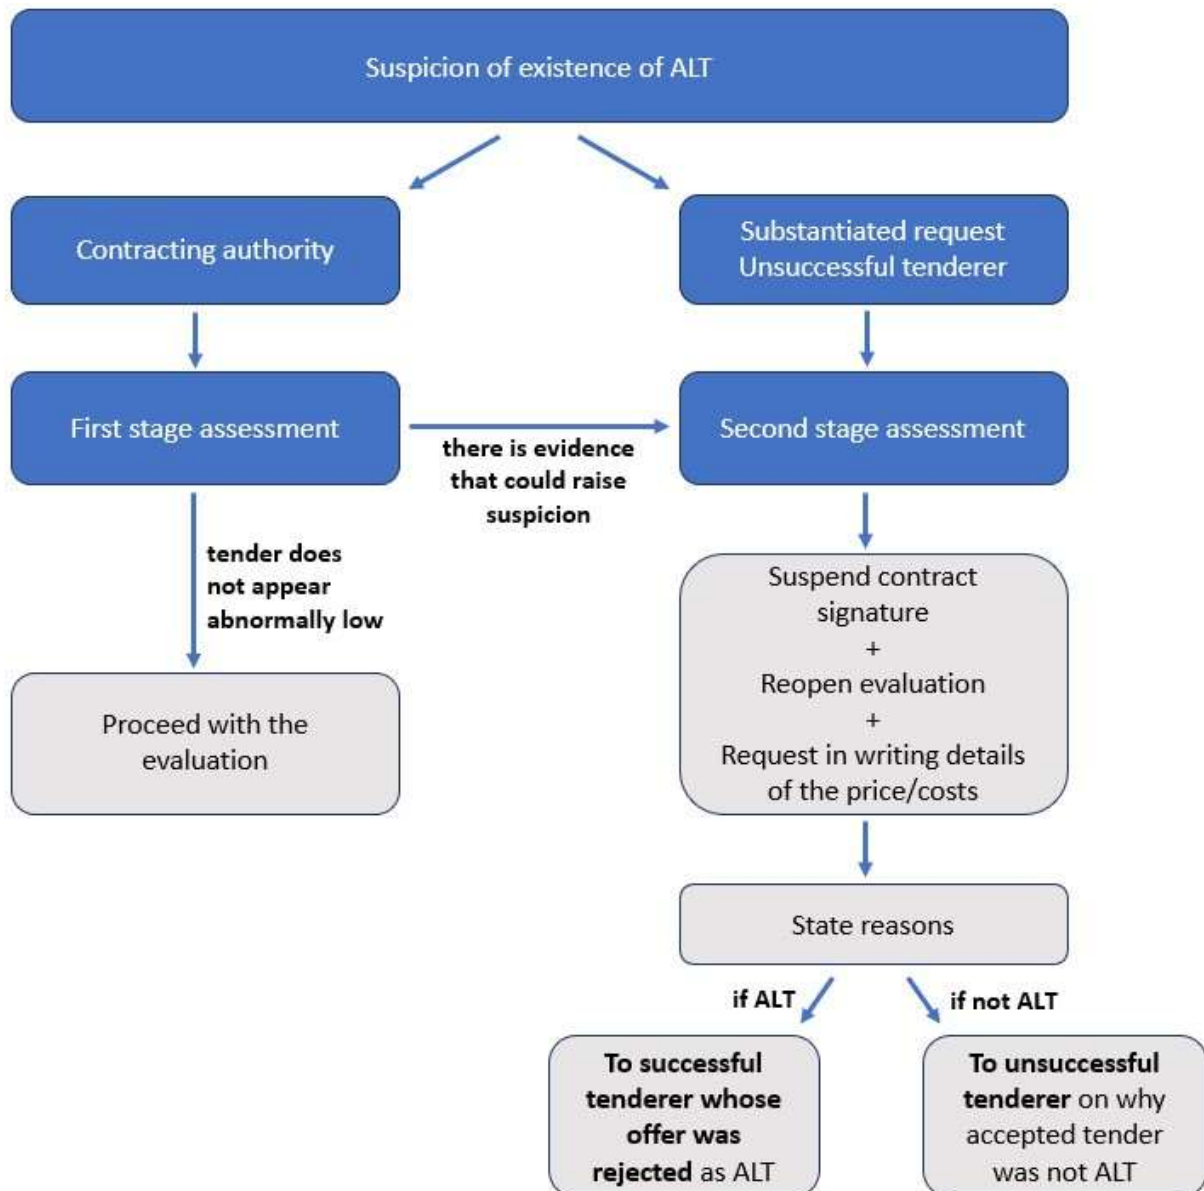 Suspicion of existence of ALT
Contracting authority
Substantiated request
Unsuccessful tenderer
First stage assessment
there is evidence
that could raise
suspicion
Second stage assessment
tender does
not appear
abnormally low
Proceed with the
evaluation
Suspend contract
signature
+
Reopen evaluation
+
Request in writing details
of the price/costs
State reasons
if ALT
if not ALT
To successful
tenderer whose
offer was
rejected as ALT
To unsuccessful
tenderer on why
accepted tender
was not ALT